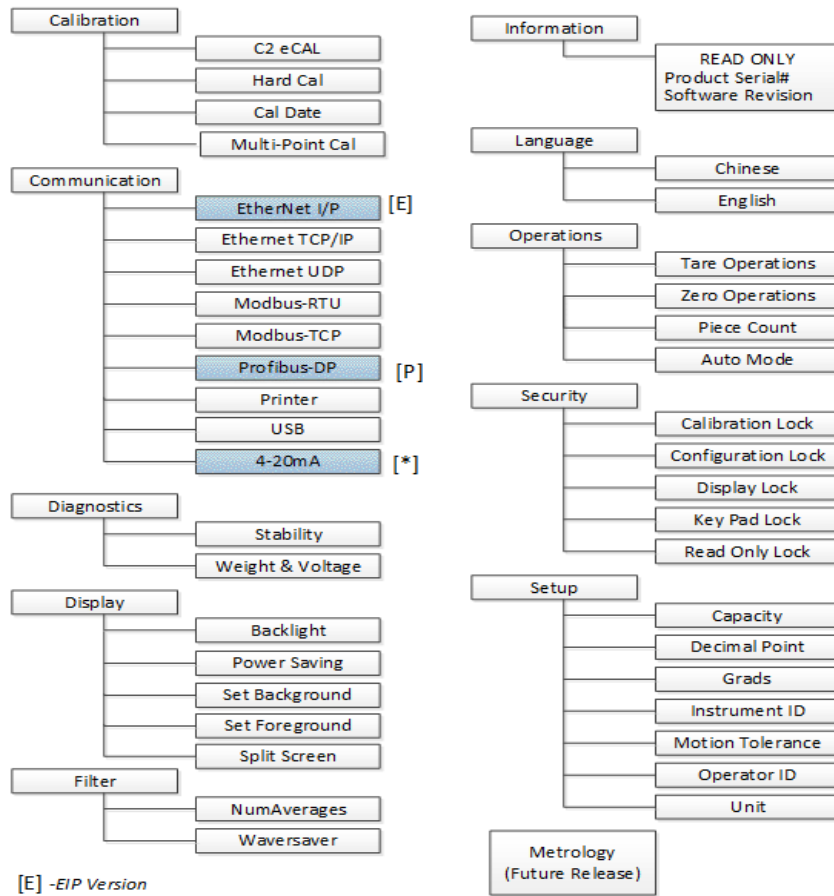 Calibration
C2 eCAL
Hard Cal
Cal Date
Multi-Point Cal
Communication
EtherNet I/P [E]
Ethernet TCP/IP
Ethernet UDP
Modbus-RTU
Modbus-TCP
Profibus-DP [P]
Printer
USB
4-20mA [*]
Diagnostics
Stability
Weight & Voltage
Display
Backlight
Power Saving
Set Background
Set Foreground
Split Screen
Filter
NumAverages
Waversaver
[E] -EIP Version
Information
READ ONLY
Product Serial#
Software Revision
Language
Chinese
English
Operations
Tare Operations
Zero Operations
Piece Count
Auto Mode
Security
Calibration Lock
Configuration Lock
Display Lock
Key Pad Lock
Read Only Lock
Setup
Capacity
Decimal Point
Grads
Instrument ID
Motion Tolerance
Operator ID
Unit
Metrology
(Future Release)